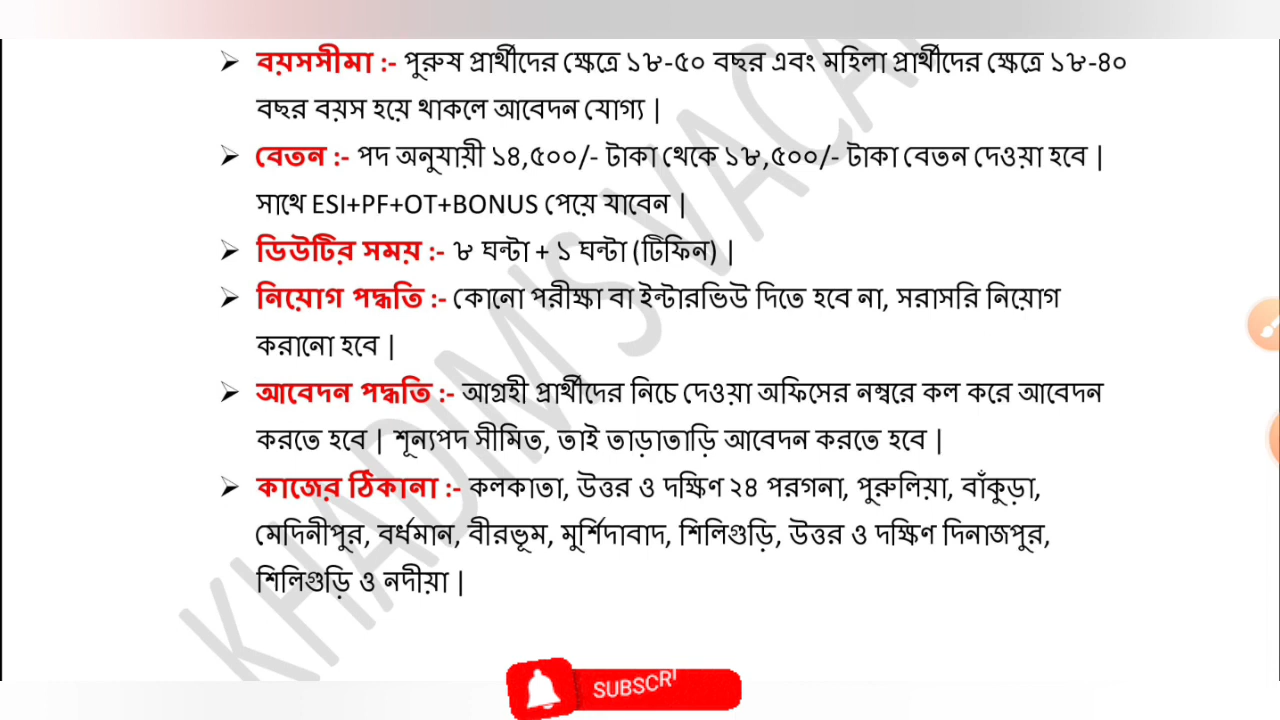 ➢ বয়সসীমা :- পুরুষ প্রার্থীদের ক্ষেত্রে ১৮-৫০ বছর এবং মহিলা প্রার্থীদের ক্ষেত্রে ১৮-৪০
বছর বয়স হয়ে থাকলে আবেদন যোগ্য |
➢ বেতন :- পদ অনুযায়ী ১৪,৫০০/- টাকা থেকে ১৮,৫০০/- টাকা বেতন দেওয়া হবে |
সাথে ESI+PF+OT+BONUS পেয়ে যাবেন |
➢ ডিউটির সময় :- ৮ ঘন্টা + ১ ঘন্টা (টিফিন) |
➢ নিয়োগ পদ্ধতি :- কোনো পরীক্ষা বা ইন্টারভিউ দিতে হবে না, সরাসরি নিয়োগ
করানো হবে |
➢ আবেদন পদ্ধতি :- আগ্রহী প্রার্থীদের নিচে দেওয়া অফিসের নম্বরে কল করে আবেদন
করতে হবে | শূন্যপদ সীমিত, তাই তাড়াতাড়ি আবেদন করতে হবে |
➢ কাজের ঠিকানা :- কলকাতা, উত্তর ও দক্ষিণ ২৪ পরগনা, পুরুলিয়া, বাঁকুড়া,
মেদিনীপুর, বর্ধমান, বীরভূম, মুর্শিদাবাদ, শিলিগুড়ি, উত্তর ও দক্ষিণ দিনাজপুর,
শিলিগুড়ি ও নদীয়া |
KHADIM'S VACA
SUBSCRI